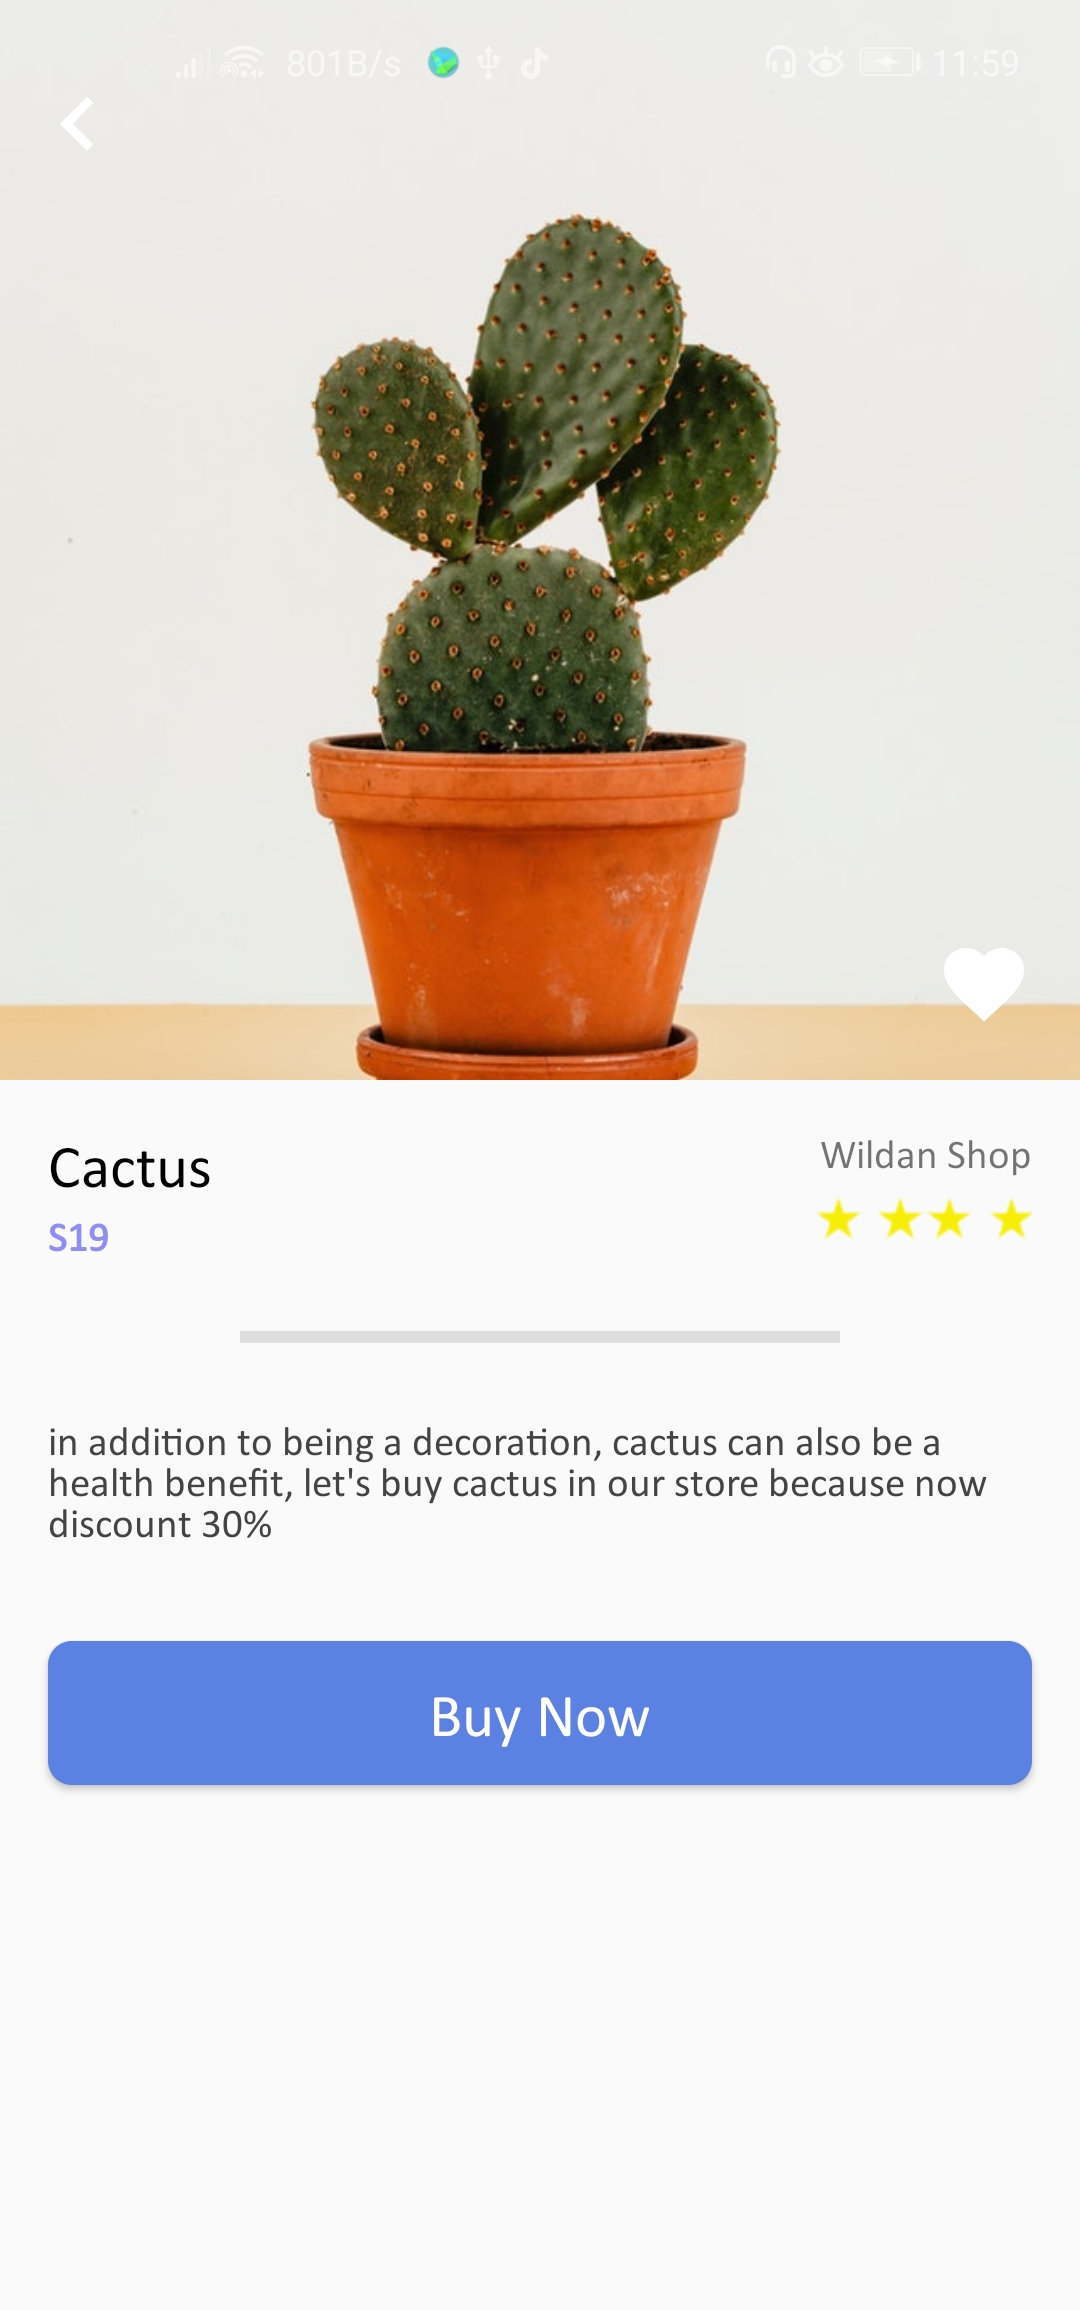 801B/s 11:59
Cactus
Wildan Shop
S19
in addition to being a decoration, cactus can also be a
health benefit, let's buy cactus in our store because now
discount 30%
Buy Now